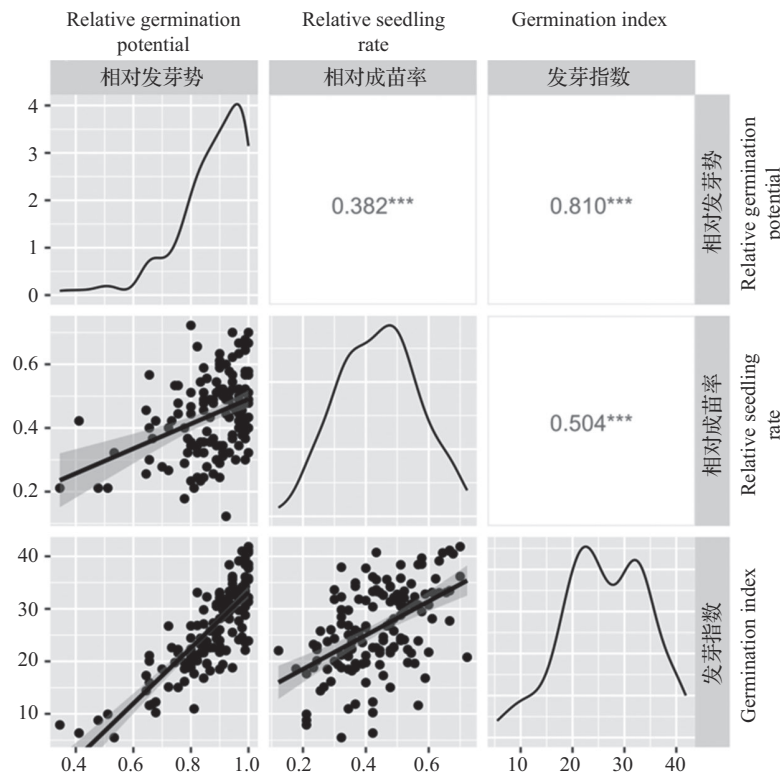 Relative germination
potential
Relative seedling
rate
Germination index
相对发芽势
相对成苗率
发芽指数
4
3
2
1
0
0.382***
0.810***
相对发芽势
Relative germination
potential
0.6
0.4
0.2
0.504***
相对成苗率
Relative seedling
rate
40
30
20
10
发芽指数
Germination index
0.4 0.6 0.8 1.0
0.2 0.4 0.6
10 20 30 40